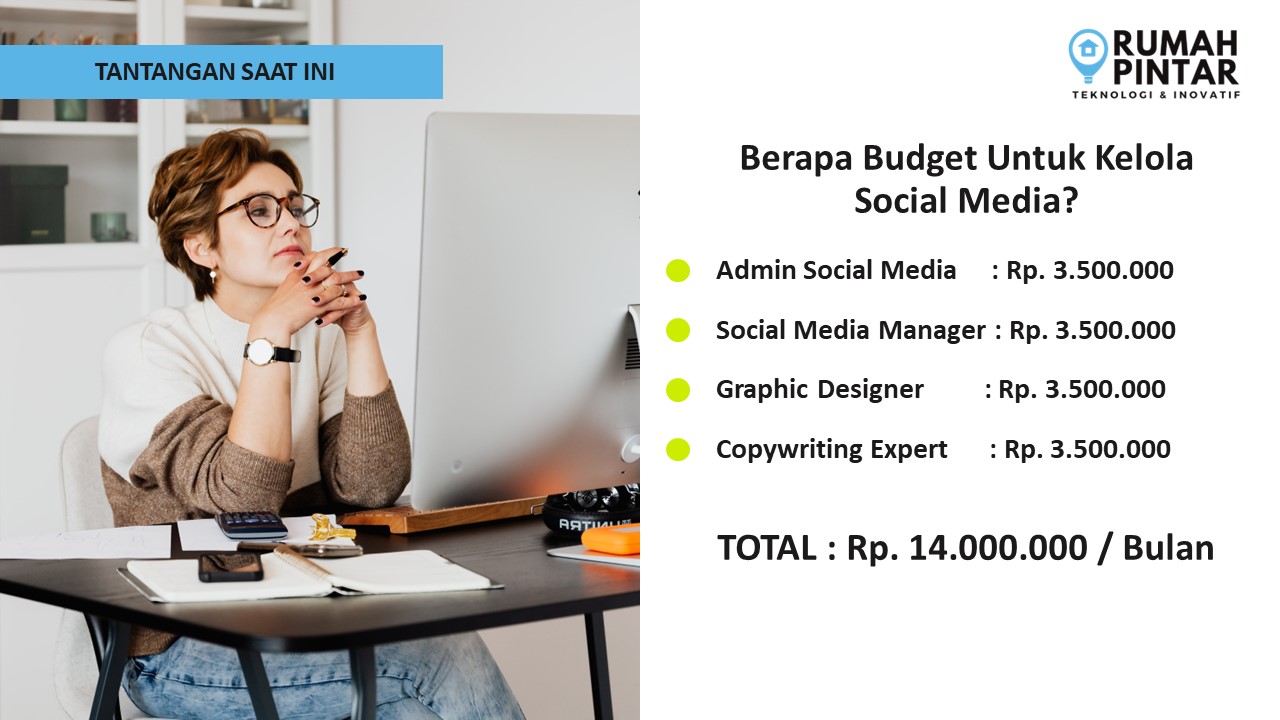 TANTANGAN SAAT INI
RUMAH
PINTAR
TEKNOLOGI & INOVATIF
Berapa Budget Untuk Kelola
Social Media?
Admin Social Media : Rp. 3.500.000
Social Media Manager : Rp. 3.500.000
Graphic Designer : Rp. 3.500.000
Copywriting Expert : Rp. 3.500.000
TOTAL : Rp. 14.000.000 / Bulan